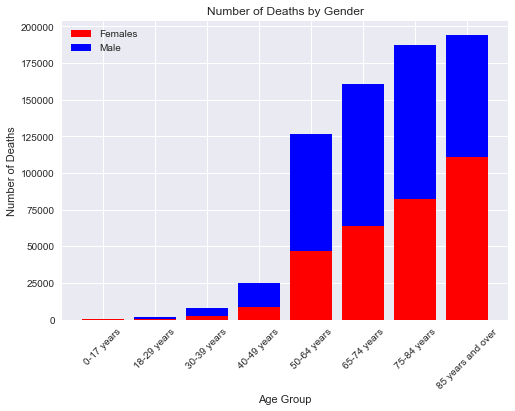 Number of Deaths by Gender
Females
Male
Number of Deaths
200000
175000
150000
125000
100000
75000
50000
25000
0
0-17 years
18-29 years
30-39 years
40-49 years
50-64 years
65-74 years
75-84 years
85 years and over
Age Group